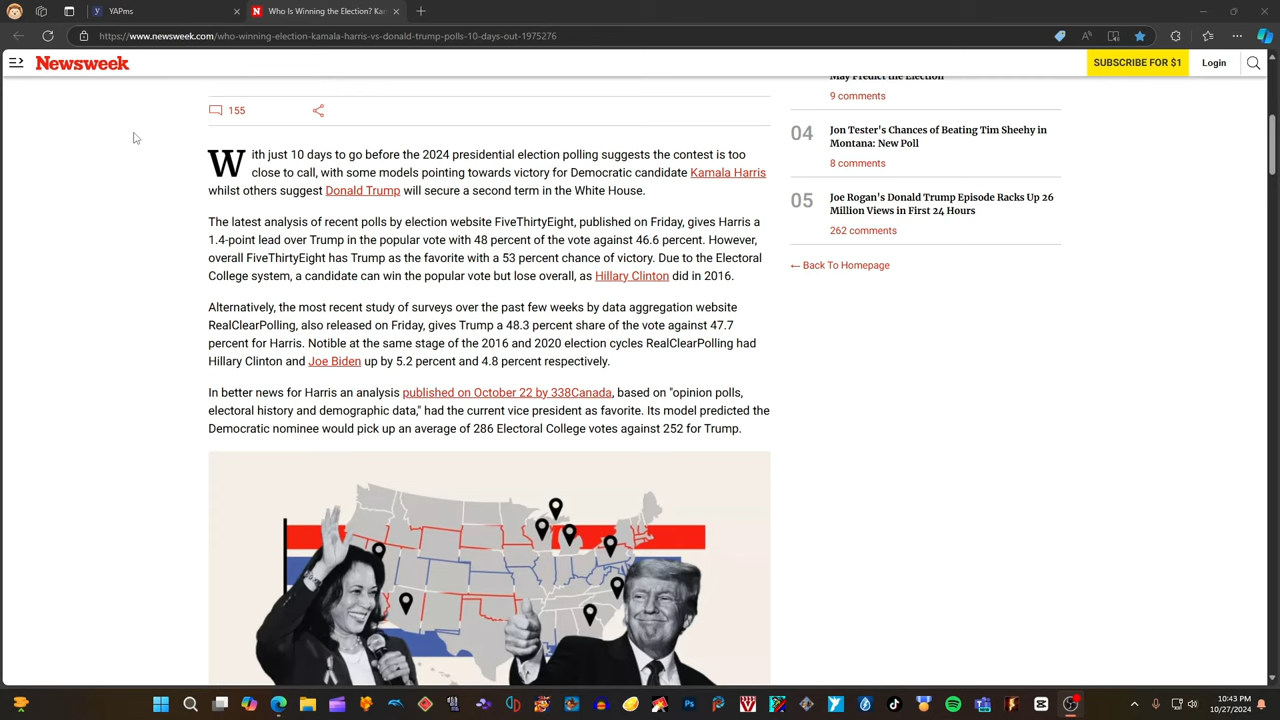 YAPms
https://www.newsweek.com/who-winning-election-kamala-harris-vs-donald-trump-polls-10-days-out-1975276
Newsweek
SUBSCRIBE FOR $1
Login
155
With just 10 days to go before the 2024 presidential election polling suggests the contest is too
close to call, with some models pointing towards victory for Democratic candidate Kamala Harris
whilst others suggest Donald Trump will secure a second term in the White House.
The latest analysis of recent polls by election website FiveThirtyEight, published on Friday, gives Harris a
1.4-point lead over Trump in the popular vote with 48 percent of the vote against 46.6 percent. However,
overall FiveThirtyEight has Trump as the favorite with a 53 percent chance of victory. Due to the Electoral
College system, a candidate can win the popular vote but lose overall, as Hillary Clinton did in 2016.
Alternatively, the most recent study of surveys over the past few weeks by data aggregation website
RealClearPolling, also released on Friday, gives Trump a 48.3 percent share of the vote against 47.7
percent for Harris. Notible at the same stage of the 2016 and 2020 election cycles RealClearPolling had
Hillary Clinton and Joe Biden up by 5.2 percent and 4.8 percent respectively.
In better news for Harris an analysis published on October 22 by 338Canada, based on "opinion polls,
electoral history and demographic data," had the current vice president as favorite. Its model predicted the
Democratic nominee would pick up an average of 286 Electoral College votes against 252 for Trump.
May Predict the Election
9 comments
04
Jon Tester's Chances of Beating Tim Sheehy in
Montana: New Poll
8 comments
05
Joe Rogan's Donald Trump Episode Racks Up 26
Million Views in First 24 Hours
262 comments
← Back To Homepage
10:43 PM
10/27/2024